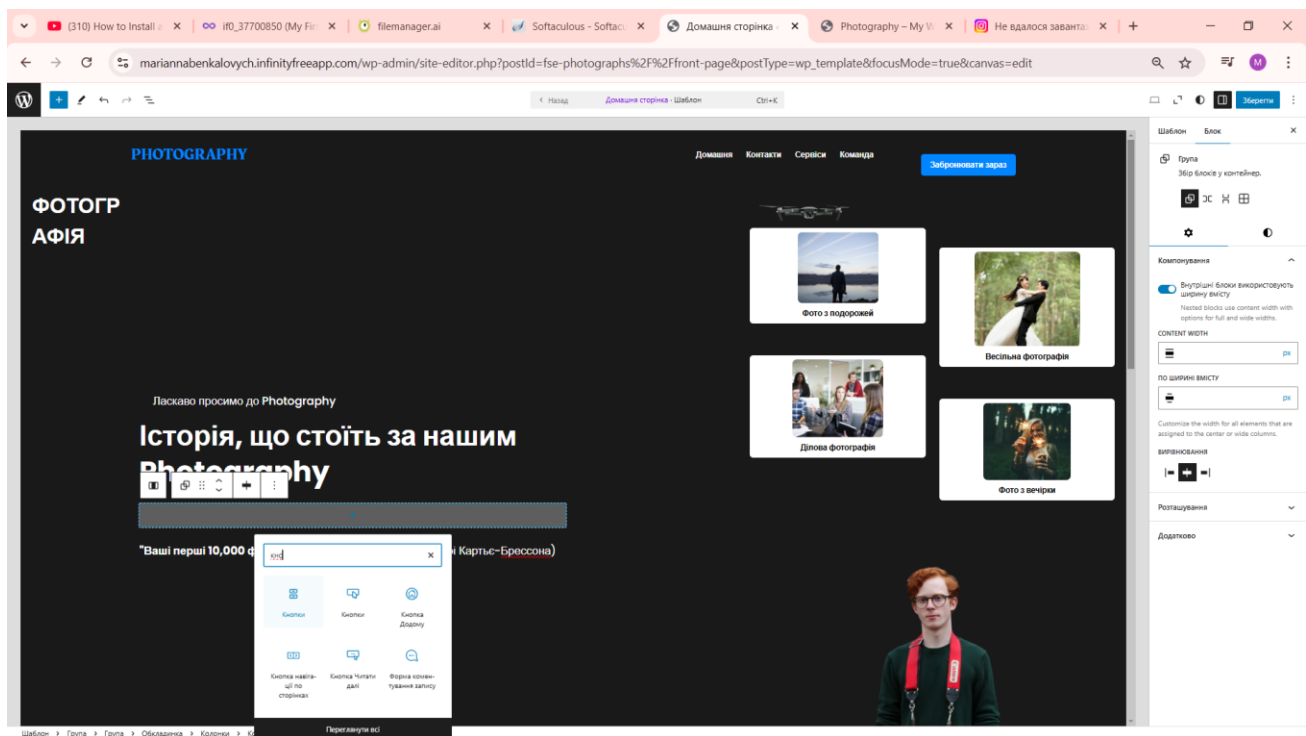 (310) How to Install a
if0_37700850 (My Fir
filemanager.ai
Softaculous - Softacu
Домашня сторінка ‹
Photography – My W
Не вдалося завантаж
mariannabenkalovych.infinityfreeapp.com/wp-admin/site-editor.php?postId=fse-photographs%2F%2Ffront-page&postType=wp_template&focusMode=true&canvas=edit
M
Назад
Домашня сторінка · Шаблон
Ctrl+K
Зберегти
PHOTOGRAPHY
Домашня Контакти Сервіси Команда
Забронювати зараз
ФОТОГР
АФІЯ
Фото з подорожей
Весільна фотографія
Ділова фотографія
Фото з вечірки
Ласкаво просимо до Photography
Історія, що стоїть за нашим
Photography
"Ваші перші 10,000 ф
і Картьє-Брессона)
кно
Кнопки
Кнопки
Кнопка
Додому
Кнопка навіга-
ції по
сторінках
Кнопка Читати
далі
Форма комен-
тування запису
Переглянути всі
Шаблон Блок
Група
Збір блоків у контейнер.
Компонування
Внутрішні блоки використовують
ширину вмісту
Nested blocks use content width with
options for full and wide widths.
CONTENT WIDTH
px
ПО ШИРИНІ ВМІСТУ
px
Customize the width for all elements that are
assigned to the center or wide columns.
ВИРІВНЮВАННЯ
Розташування
Додатково
Шаблон › Група › Група › Обкладинка › Колонки ›